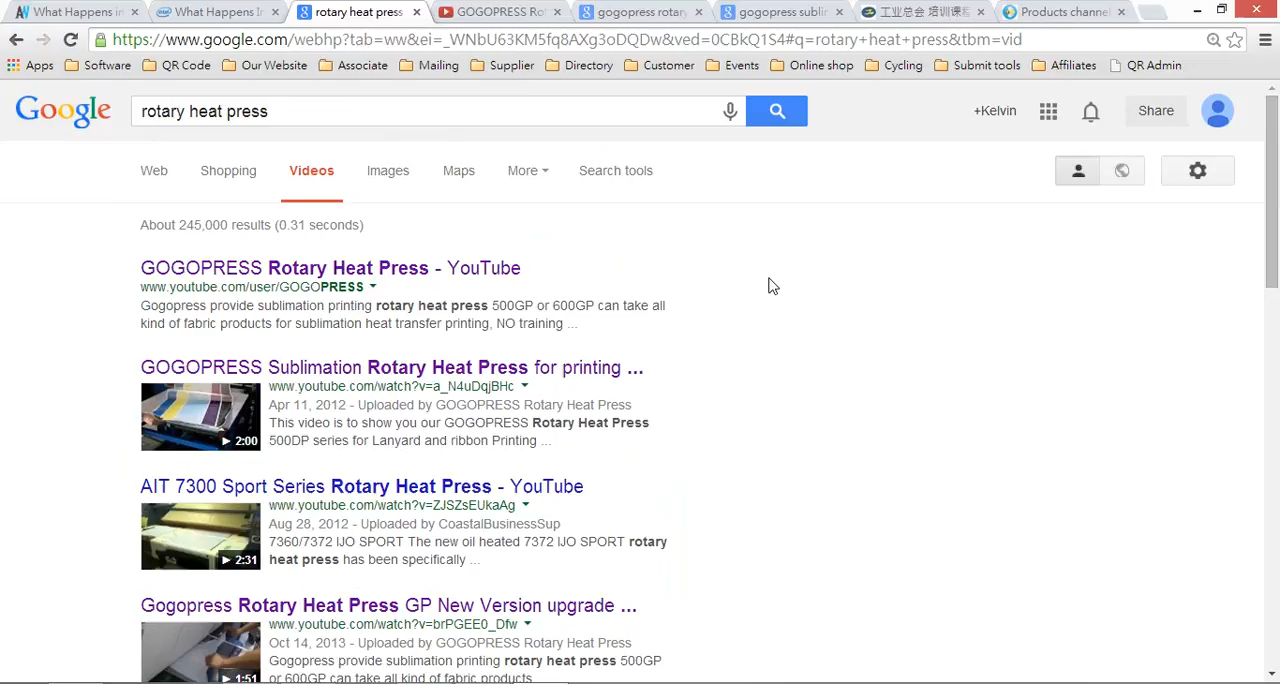 What Happens in
What Happens In
rotary heat press
GOGOPRESS Rot
gogopress rotary
gogopress subli
工业总会 培训课程
Products channel
https://www.google.com/webhp?tab=ww&ei=_WNbU63KM5fq8AXg3oDQDw&ved=0CBkQ1S4#q=rotary+heat+press&tbm=vid
Apps Software QR Code Our Website Associate Mailing Supplier Directory Customer Events Online shop Cycling Submit tools Affiliates QR Admin
Google rotary heat press +Kelvin Share
Web Shopping Videos Images Maps More Search tools
About 245,000 results (0.31 seconds)
GOGOPRESS Rotary Heat Press - YouTube
www.youtube.com/user/GOGOPRESS
Gogopress provide sublimation printing rotary heat press 500GP or 600GP can take all
kind of fabric products for sublimation heat transfer printing, NO training ...
GOGOPRESS Sublimation Rotary Heat Press for printing ...
www.youtube.com/watch?v=a_N4uDqjBHc
Apr 11, 2012 - Uploaded by GOGOPRESS Rotary Heat Press
This video is to show you our GOGOPRESS Rotary Heat Press
500DP series for Lanyard and ribbon Printing ...
2:00
AIT 7300 Sport Series Rotary Heat Press - YouTube
www.youtube.com/watch?v=ZJSZsEUkaAg
Aug 28, 2012 - Uploaded by CoastalBusinessSup
7360/7372 IJO SPORT The new oil heated 7372 IJO SPORT rotary
heat press has been specifically ...
2:31
Gogopress Rotary Heat Press GP New Version upgrade ...
www.youtube.com/watch?v=brPGEE0_Dfw
Oct 14, 2013 - Uploaded by GOGOPRESS Rotary Heat Press
Gogopress provide sublimation printing rotary heat press 500GP
or 600GP can take all kind of fabric products
1:51